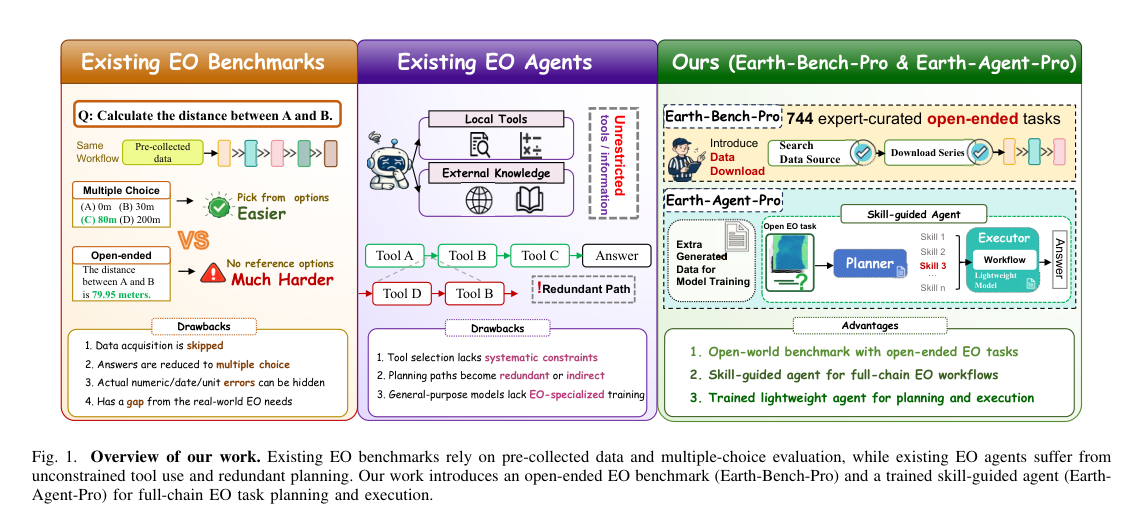 Existing EO Benchmarks
Q: Calculate the distance between A and B.
Same
Workflow
Pre-collected
data
Multiple Choice
(A) 0m (B) 30m
(C) 80m (D) 200m
Pick from options
Easier
VS
Open-ended
The distance
between A and B
is 79.95 meters.
No reference options
Much Harder
Drawbacks
1. Data acquisition is skipped
2. Answers are reduced to multiple choice
3. Actual numeric/date/unit errors can be hidden
4. Has a gap from the real-world EO needs
Existing EO Agents
Local Tools
External Knowledge
Unrestricted
tools / information
Tool A
Tool B
Tool C
Answer
Tool D
Tool B
!Redundant Path
Drawbacks
1. Tool selection lacks systematic constraints
2. Planning paths become redundant or indirect
3. General-purpose models lack EO-specialized training
Ours (Earth-Bench-Pro & Earth-Agent-Pro)
Earth-Bench-Pro
744 expert-curated open-ended tasks
Introduce
Data
Download
Search
Data Source
Download Series
Earth-Agent-Pro
Extra
Generated
Data for
Model Training
Skill-guided Agent
Open EO task
Planner
Skill 1
Skill 2
Skill 3
...
Skill n
Executor
Workflow
Lightweight
Model
Answer
Advantages
1. Open-world benchmark with open-ended EO tasks
2. Skill-guided agent for full-chain EO workflows
3. Trained lightweight agent for planning and execution
Fig. 1. Overview of our work. Existing EO benchmarks rely on pre-collected data and multiple-choice evaluation, while existing EO agents suffer from
unconstrained tool use and redundant planning. Our work introduces an open-ended EO benchmark (Earth-Bench-Pro) and a trained skill-guided agent (Earth-
Agent-Pro) for full-chain EO task planning and execution.